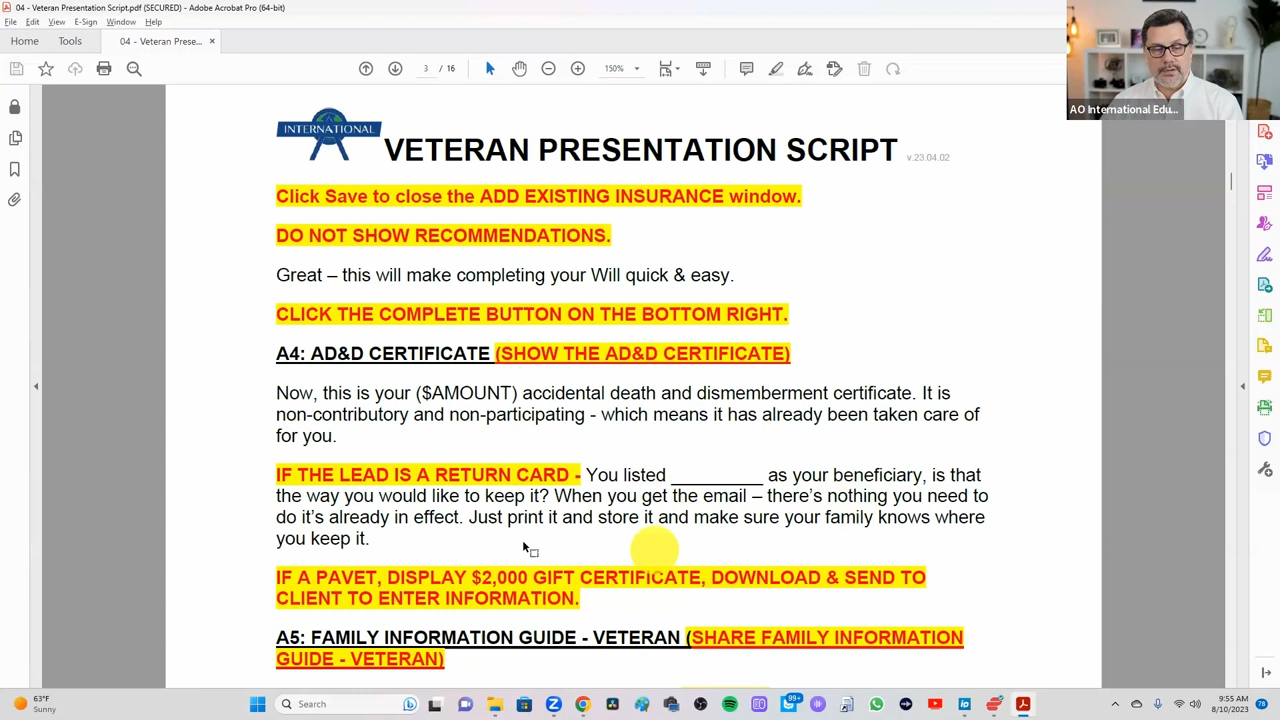 04 - Veteran Presentation Script.pdf (SECURED) - Adobe Acrobat Pro (64-bit)
File Edit View E-Sign Window Help
Home Tools 04 - Veteran Prese... ×
3 / 16 150%
AO International Edu...
INTERNATIONAL
VETERAN PRESENTATION SCRIPT v.23.04.02
Click Save to close the ADD EXISTING INSURANCE window.
DO NOT SHOW RECOMMENDATIONS.
Great – this will make completing your Will quick & easy.
CLICK THE COMPLETE BUTTON ON THE BOTTOM RIGHT.
A4: AD&D CERTIFICATE (SHOW THE AD&D CERTIFICATE)
Now, this is your ($AMOUNT) accidental death and dismemberment certificate. It is
non-contributory and non-participating - which means it has already been taken care of
for you.
IF THE LEAD IS A RETURN CARD - You listed _________ as your beneficiary, is that
the way you would like to keep it? When you get the email – there's nothing you need to
do it's already in effect. Just print it and store it and make sure your family knows where
you keep it.
IF A PAVET, DISPLAY $2,000 GIFT CERTIFICATE, DOWNLOAD & SEND TO
CLIENT TO ENTER INFORMATION.
A5: FAMILY INFORMATION GUIDE - VETERAN (SHARE FAMILY INFORMATION
GUIDE - VETERAN)
63°F
Sunny
Search
99+
9:55 AM
8/10/2023
78